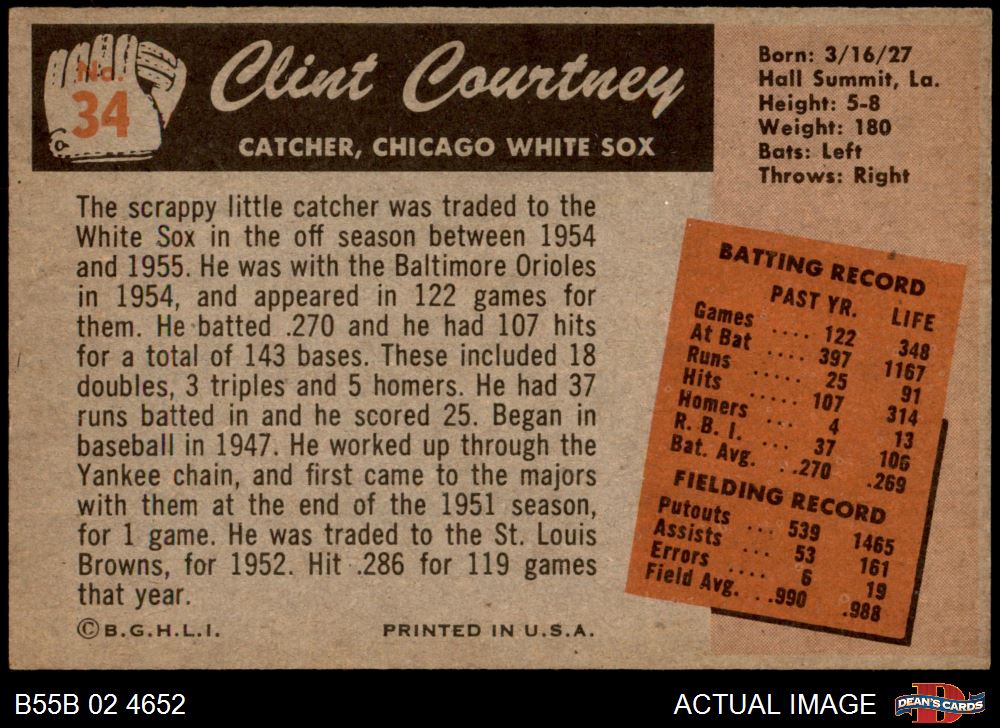 No.
34
Clint Courtney
CATCHER, CHICAGO WHITE SOX
Born: 3/16/27
Hall Summit, La.
Height: 5-8
Weight: 180
Bats: Left
Throws: Right
The scrappy little catcher was traded to the
White Sox in the off season between 1954
and 1955. He was with the Baltimore Orioles
in 1954, and appeared in 122 games for
them. He batted .270 and he had 107 hits
for a total of 143 bases. These included 18
doubles, 3 triples and 5 homers. He had 37
runs batted in and he scored 25. Began in
baseball in 1947. He worked up through the
Yankee chain, and first came to the majors
with them at the end of the 1951 season,
for 1 game. He was traded to the St. Louis
Browns, for 1952. Hit .286 for 119 games
that year.
©B.G.H.L.I. PRINTED IN U.S.A.
BATTING RECORD
PAST YR. LIFE
Games .... 122 348
At Bat .... 397 1167
Runs ..... 25 91
Hits ..... 107 314
Homers 4 13
R. B. I. ... 37 106
Bat. Avg. ..270 .269
FIELDING RECORD
Putouts ... 539 1465
Assists ... 53 161
Errors .... 6 19
Field Avg. ..990 .988
B55B 02 4652
ACTUAL IMAGE
D
DEAN'S CARDS